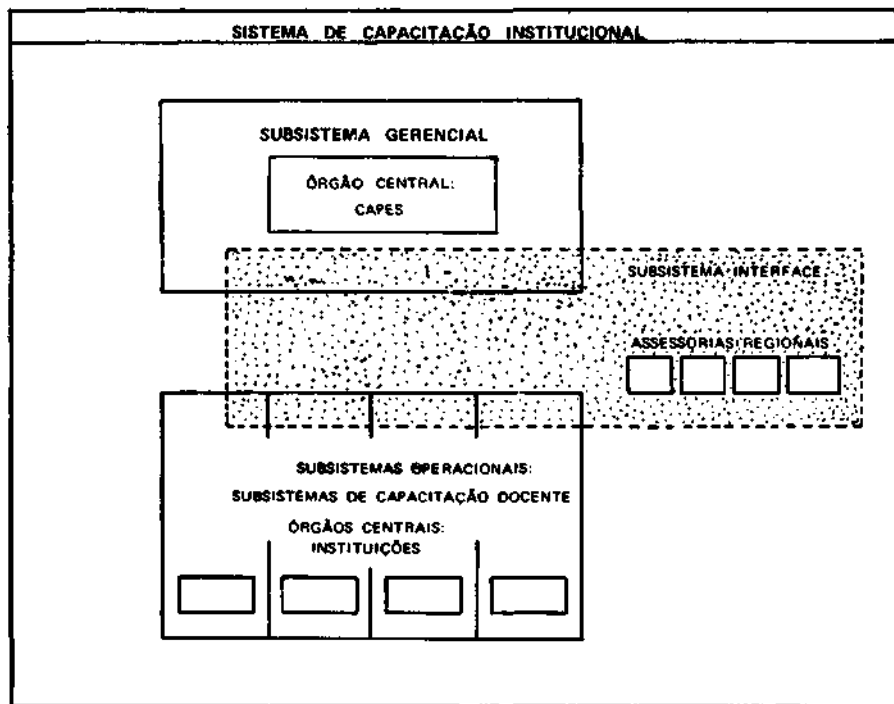 SISTEMA DE CAPACITAÇÃO INSTITUCIONAL
SUBSISTEMA GERENCIAL
ÓRGÃO CENTRAL:
CAPES
SUBSISTEMA INTERFACE
ASSESSORIAS REGIONAIS
SUBSISTEMAS OPERACIONAIS:
SUBSISTEMAS DE CAPACITAÇÃO DOCENTE
ÓRGÃOS CENTRAIS:
INSTITUIÇÕES